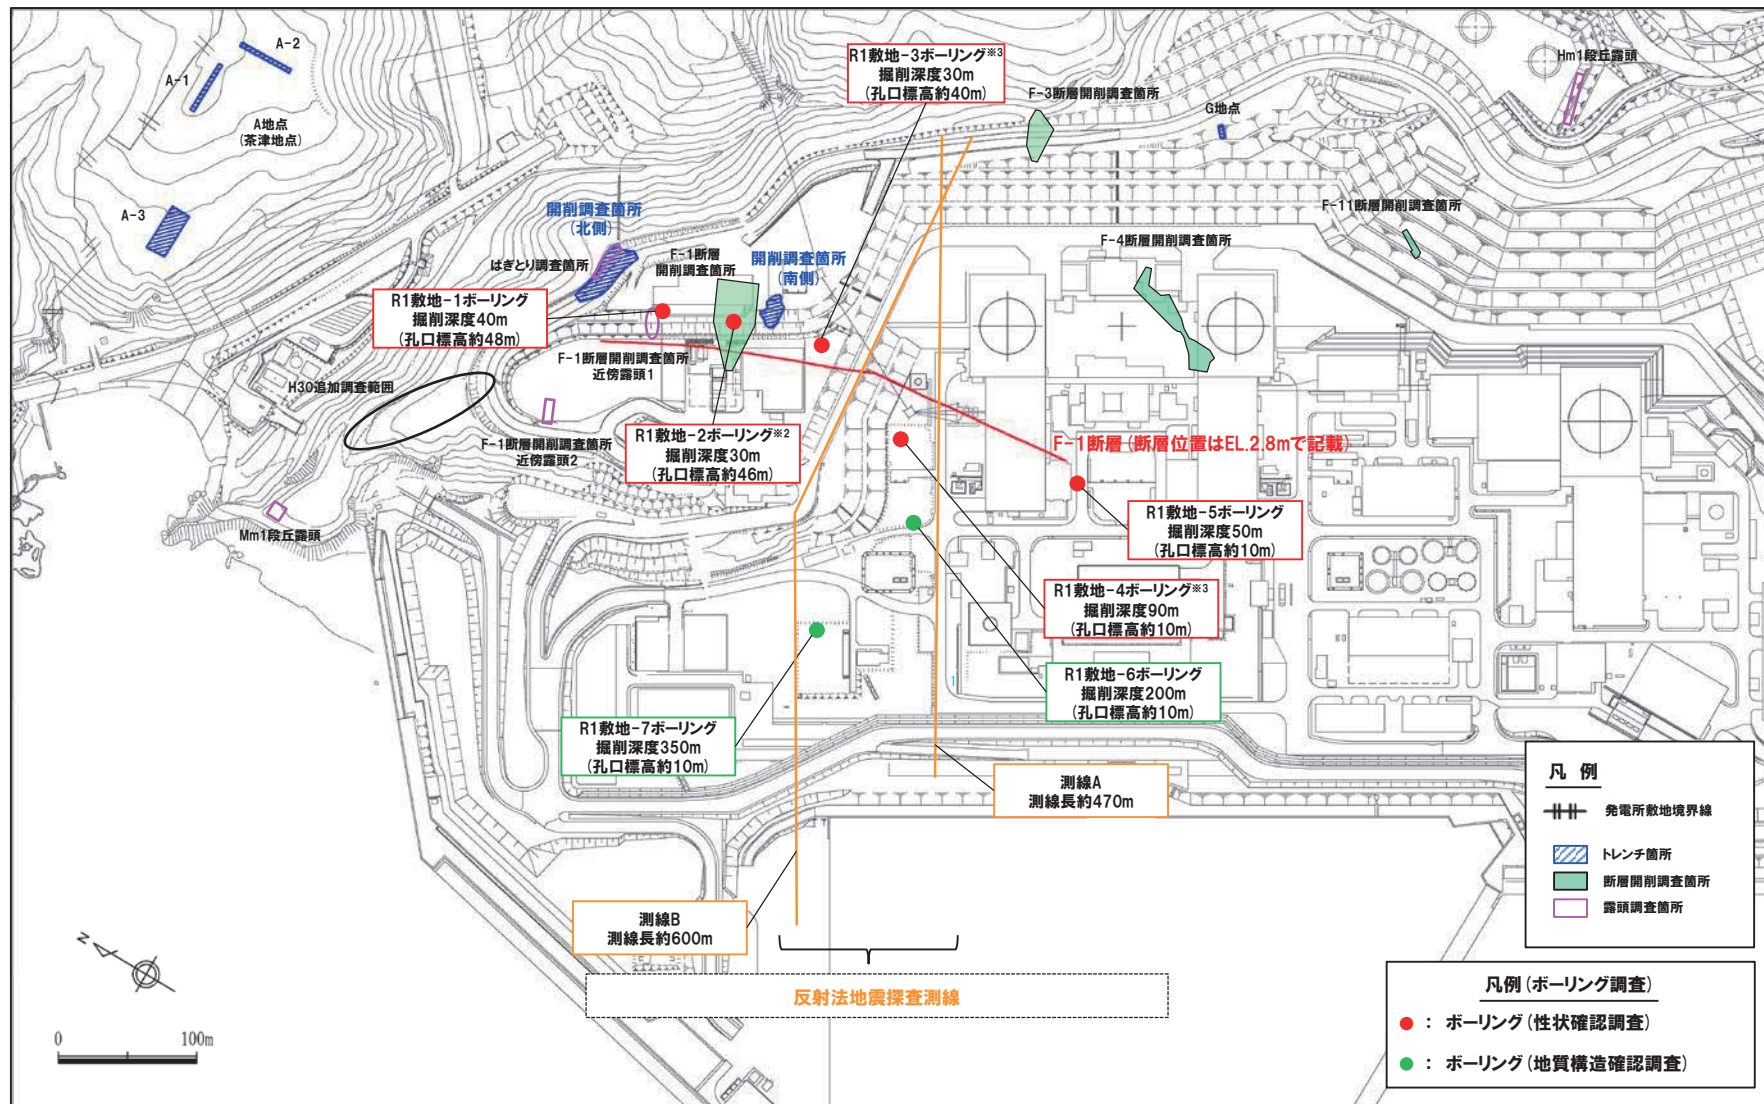 A-2
A-1
A地点
(茶津地点)
A-3
R1敷地-3ボーリング※3
掘削深度30m
(孔口標高約40m)
F-3断層開削調査箇所
G地点
Hm1段丘露頭
F-11断層開削調査箇所
F-4断層開削調査箇所
開削調査箇所
(北側)
はぎとり調査箇所
F-1断層
開削調査箇所
開削調査箇所
(南側)
R1敷地-1ボーリング
掘削深度40m
(孔口標高約48m)
F-1断層開削調査箇所
近傍露頭1
H30追加調査範囲
F-1断層開削調査箇所
近傍露頭2
R1敷地-2ボーリング※2
掘削深度30m
(孔口標高約46m)
F-1断層(断層位置はEL.2.8mで記載)
R1敷地-5ボーリング
掘削深度50m
(孔口標高約10m)
Mm1段丘露頭
R1敷地-4ボーリング※3
掘削深度90m
(孔口標高約10m)
R1敷地-6ボーリング
掘削深度200m
(孔口標高約10m)
R1敷地-7ボーリング
掘削深度350m
(孔口標高約10m)
測線A
測線長約470m
測線B
測線長約600m
反射法地震探査測線
凡 例
発電所敷地境界線
トレンチ箇所
断層開削調査箇所
露頭調査箇所
凡例(ボーリング調査)
: ボーリング(性状確認調査)
: ボーリング(地質構造確認調査)
N
0 100m